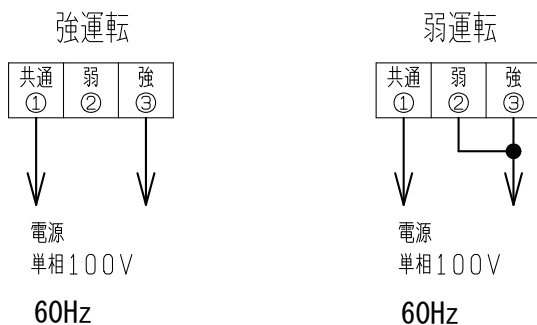 強運転
共通 弱 強
① ② ③
電源
単相100V
60Hz
弱運転
共通 弱 強
① ② ③
電源
単相100V
60Hz